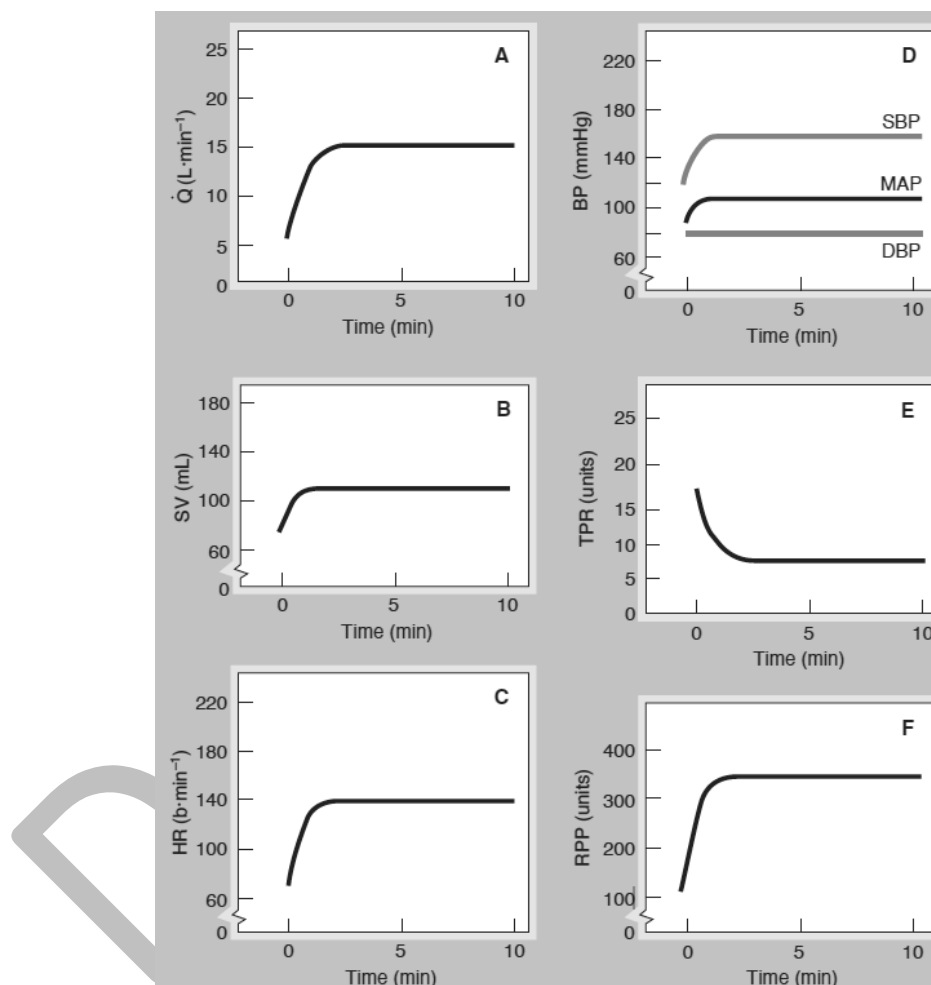 A
25
20
15
10
5
0
Q̇ (L·min⁻¹)
0 5 10
Time (min)
D
220
180
140
100
60
0
BP (mmHg)
SBP
MAP
DBP
0 5 10
Time (min)
B
180
140
100
60
0
SV (mL)
0 5 10
Time (min)
E
25
20
15
10
5
0
TPR (units)
0 5 10
Time (min)
C
220
180
140
100
60
0
HR (b·min⁻¹)
0 5 10
Time (min)
F
400
300
200
100
0
RPP (units)
0 5 10
Time (min)